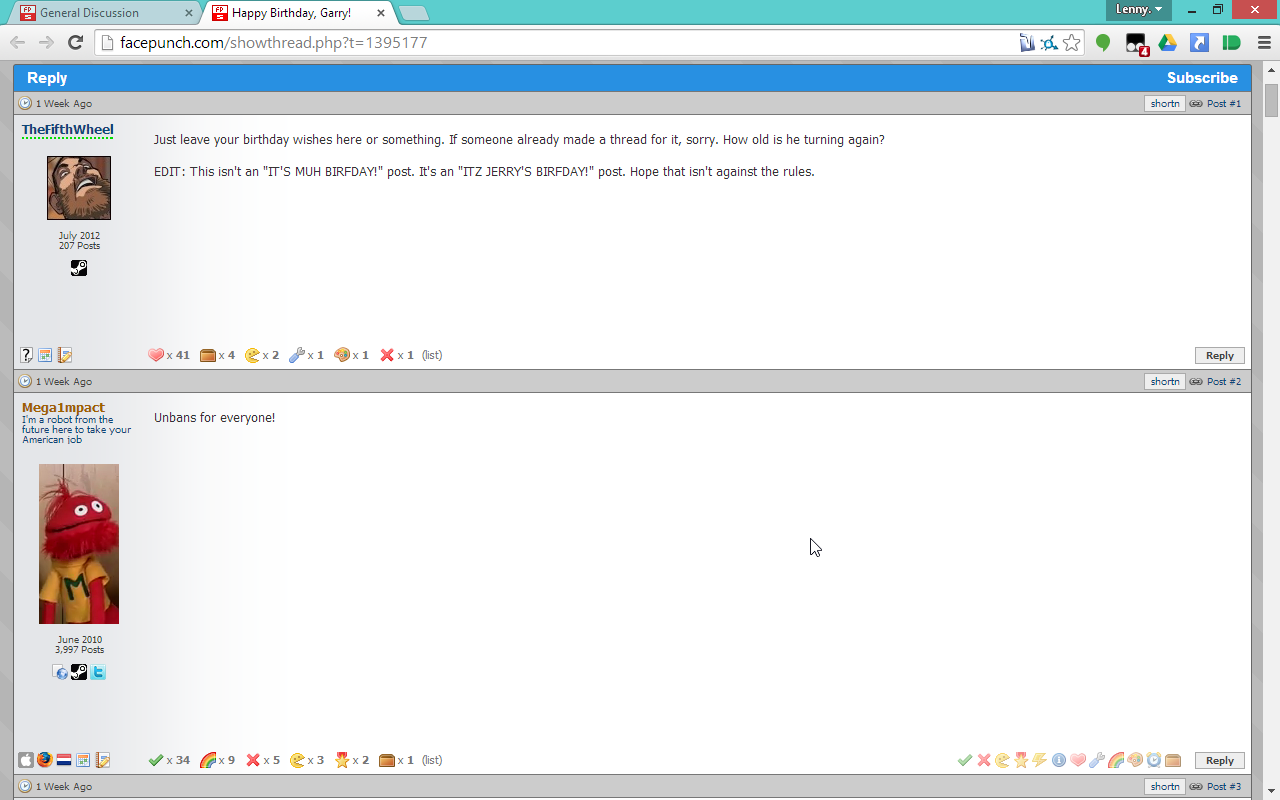 General Discussion
Happy Birthday, Garry!
Lenny.
facepunch.com/showthread.php?t=1395177
4
Reply
Subscribe
1 Week Ago
shortn
Post #1
TheFifthWheel
Just leave your birthday wishes here or something. If someone already made a thread for it, sorry. How old is he turning again?
EDIT: This isn't an "IT'S MUH BIRFDAY!" post. It's an "ITZ JERRY'S BIRFDAY!" post. Hope that isn't against the rules.
July 2012
207 Posts
x 41 x 4 x 2 x 1 x 1 x 1 (list)
Reply
1 Week Ago
shortn
Post #2
Mega1mpact
I'm a robot from the
future here to take your
American job
Unbans for everyone!
M
June 2010
3,997 Posts
x 34 x 9 x 5 x 3 x 2 x 1 (list)
Reply
1 Week Ago
shortn
Post #3